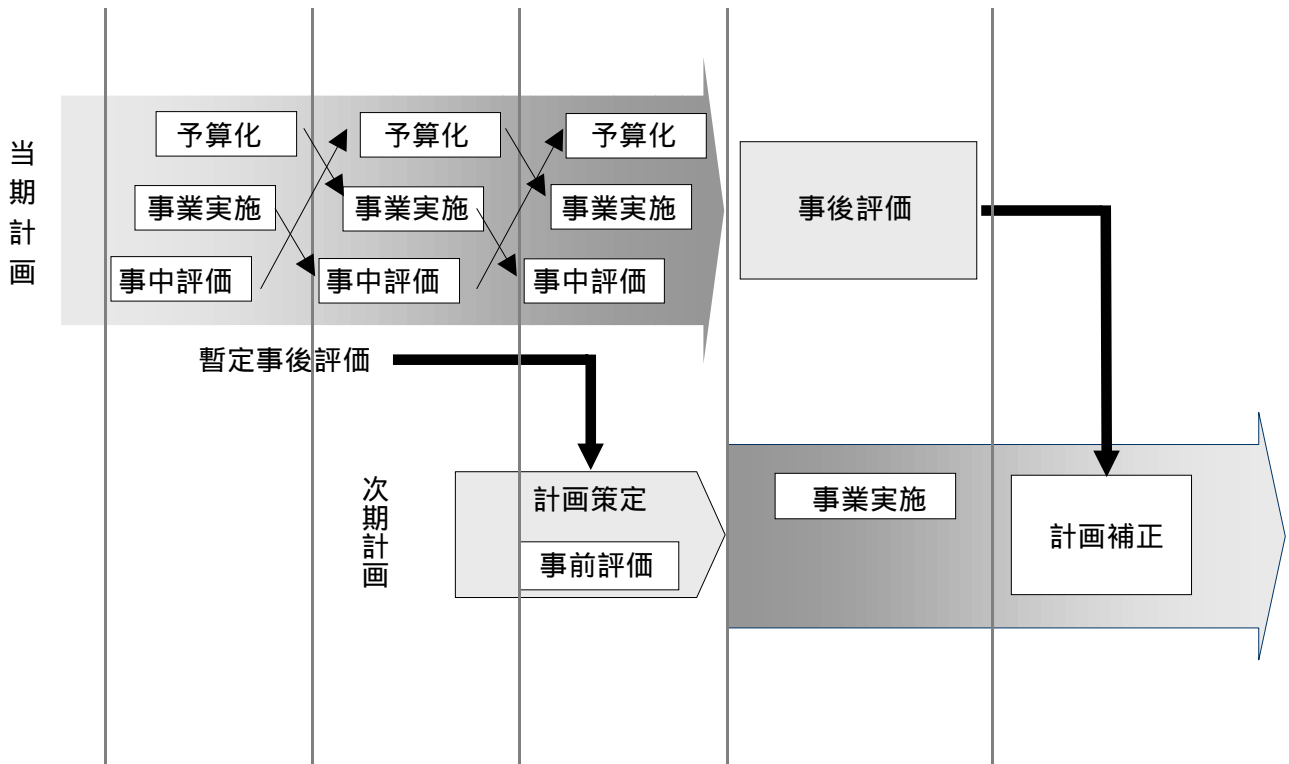 当期計画
予算化
予算化
予算化
事業実施
事業実施
事業実施
事中評価
事中評価
事中評価
事後評価
暫定事後評価
次期計画
計画策定
事前評価
事業実施
計画補正